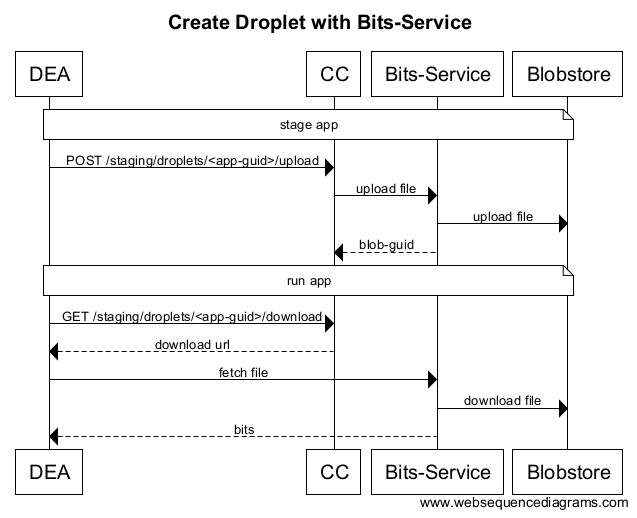 Create Droplet with Bits-Service
DEA CC Bits-Service Blobstore
stage app
POST /staging/droplets/<app-guid>/upload
upload file
upload file
blob-guid
run app
GET /staging/droplets/<app-guid>/download
download url
fetch file
download file
bits
DEA CC Bits-Service Blobstore
www.websequencediagrams.com